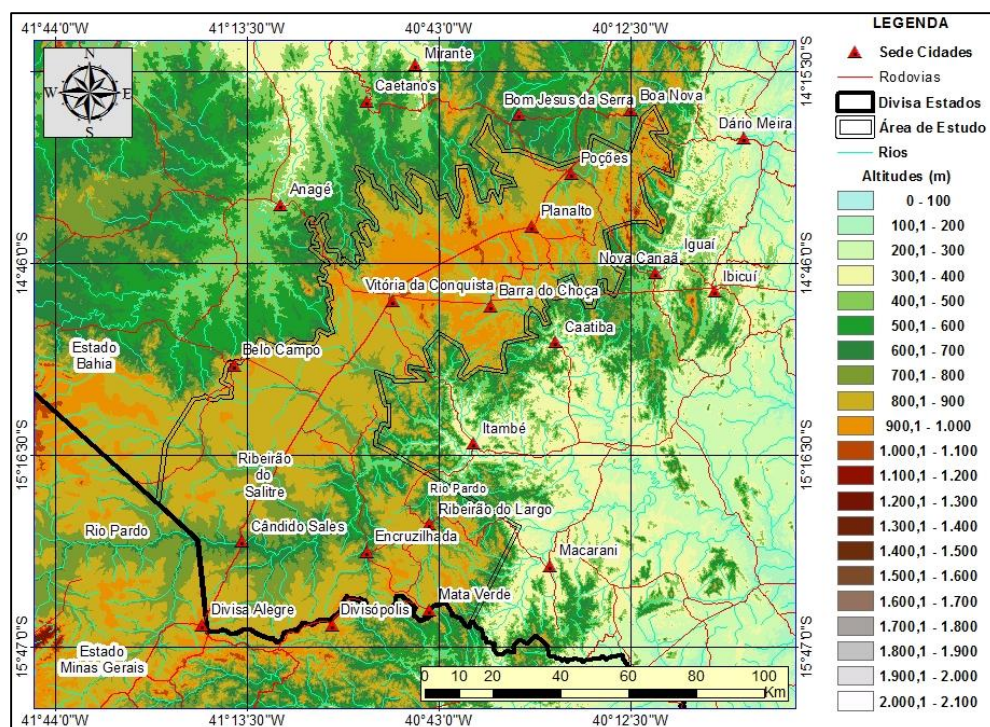 41°44'0"W
41°13'30"W
40°43'0"W
40°12'30"W
LEGENDA
Sede Cidades
Rodovias
Divisa Estados
Área de Estudo
Rios
Altitudes (m)
0 - 100
100,1 - 200
200,1 - 300
300,1 - 400
400,1 - 500
500,1 - 600
600,1 - 700
700,1 - 800
800,1 - 900
900,1 - 1.000
1.000,1 - 1.100
1.100,1 - 1.200
1.200,1 - 1.300
1.300,1 - 1.400
1.400,1 - 1.500
1.500,1 - 1.600
1.600,1 - 1.700
1.700,1 - 1.800
1.800,1 - 1.900
1.900,1 - 2.000
2.000,1 - 2.100
N
W E
S
Mirante
Caetanos
Bom Jesus da Serra
Boa Nova
Dário Meira
Poções
Anagé
Planalto
Iguaí
Nova Canaã
Ibicuí
Vitória da Conquista
Barra do Choça
Caatiba
Estado
Bahia
Belo Campo
Itambé
Ribeirão
do
Salitre
Rio Pardo
Ribeirão do Largo
Rio Pardo
Cândido Sales
Encruzilhada
Macarani
Mata Verde
Divisa Alegre
Divisópolis
Estado
Minas Gerais
0 10 20 40 60 80 100
Km
14°15'30"S
14°46'0"S
15°16'30"S
15°47'0"S
14°15'30"S
14°46'0"S
15°16'30"S
15°47'0"S
41°44'0"W
41°13'30"W
40°43'0"W
40°12'30"W